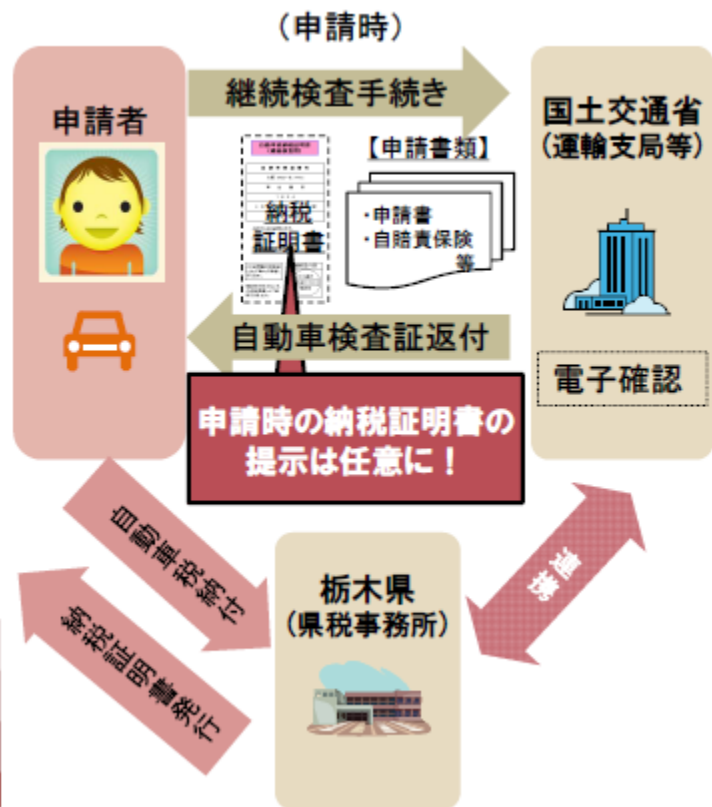 （申請時）
継続検査手続き
申請者
国土交通省
（運輸支局等）
【申請書類】
納税
証明書
・申請書
・自賠責保険
等
自動車検査証返付
電子確認
申請時の納税証明書の
提示は任意に！
自動車税納付
納税証明書発行
連携
栃木県
（県税事務所）